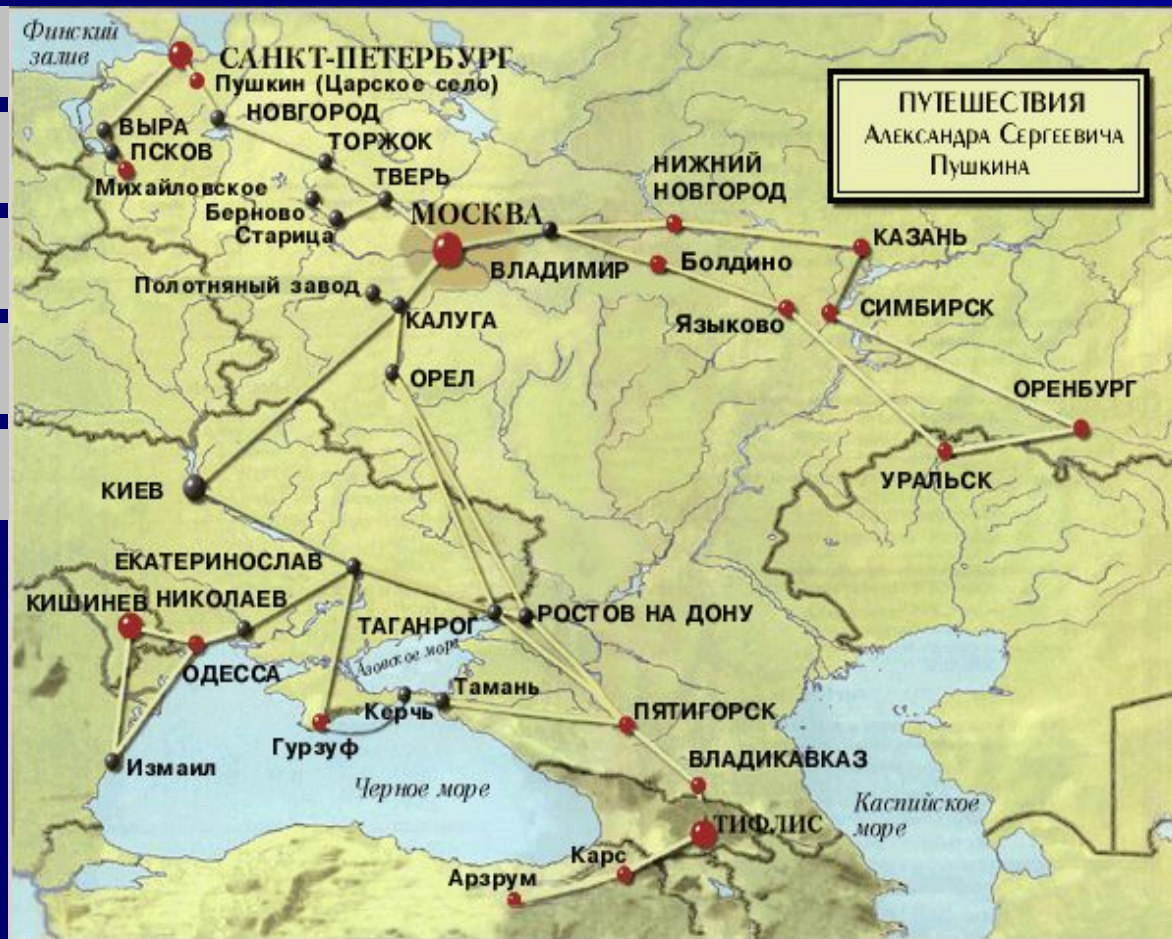 Финский
залив
САНКТ-ПЕТЕРБУРГ
Пушкин (Царское село)
НОВГОРОД
ВЫРА
ПСКОВ
Михайловское
ТОРЖОК
ТВЕРЬ
Берново
Старица
МОСКВА
ПУТЕШЕСТВИЯ
Александра Сергеевича
Пушкина
НИЖНИЙ
НОВГОРОД
КАЗАНЬ
ВЛАДИМИР
Болдино
Полотняный завод
КАЛУГА
Языково
СИМБИРСК
ОРЕЛ
ОРЕНБУРГ
КИЕВ
УРАЛЬСК
ЕКАТЕРИНОСЛАВ
КИШИНЕВ
НИКОЛАЕВ
ТАГАНРОГ
РОСТОВ НА ДОНУ
ОДЕССА
Азовское море
Тамань
Керчь
ПЯТИГОРСК
Гурзуф
Измаил
ВЛАДИКАВКАЗ
Черное море
Каспийское
море
ТИФЛИС
Карс
Арзрум